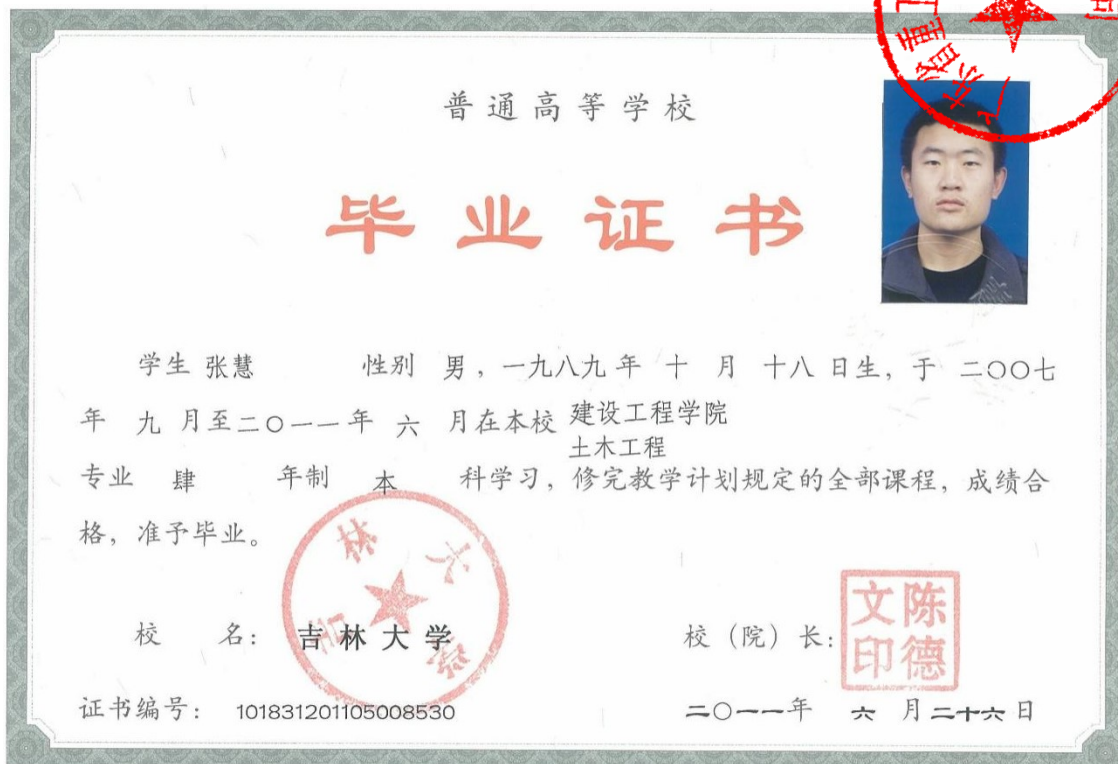 普通高等学校
毕业证书
学生 张慧 性别 男，一九八九年 十 月 十八 日生，于 二〇〇七
年 九 月至二〇一一年 六 月在本校 建设工程学院
土木工程
专业 肆 年制 本 科学习，修完教学计划规定的全部课程，成绩合
格，准予毕业。
吉林大学
校 名： 吉林大学
校（院）长：
陈德文印
证书编号： 101831201105008530
二〇一一年 六 月二十六日